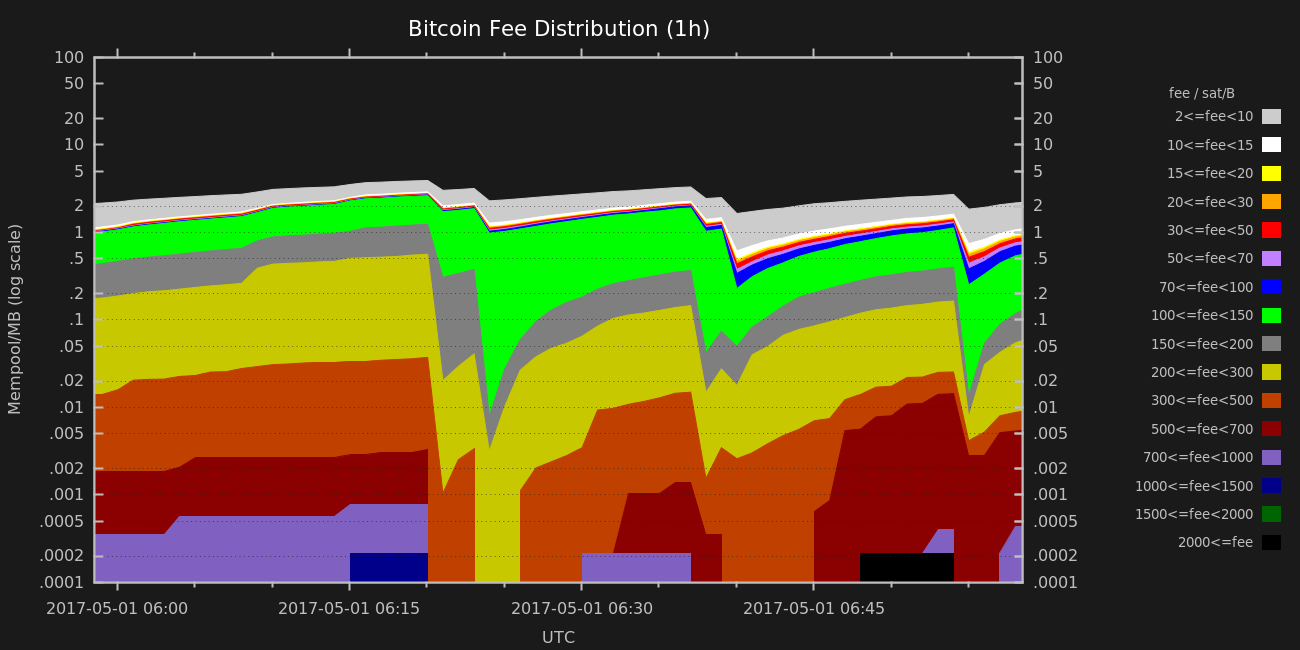 Bitcoin Fee Distribution (1h)
Mempool/MB (log scale)
100 100
50 50
20 20
10 10
5 5
2 2
1 1
.5 .5
.2 .2
.1 .1
.05 .05
.02 .02
.01 .01
.005 .005
.002 .002
.001 .001
.0005 .0005
.0002 .0002
.0001 .0001
2017-05-01 06:00 2017-05-01 06:15 2017-05-01 06:30 2017-05-01 06:45
UTC
fee / sat/B
2<=fee<10
10<=fee<15
15<=fee<20
20<=fee<30
30<=fee<50
50<=fee<70
70<=fee<100
100<=fee<150
150<=fee<200
200<=fee<300
300<=fee<500
500<=fee<700
700<=fee<1000
1000<=fee<1500
1500<=fee<2000
2000<=fee